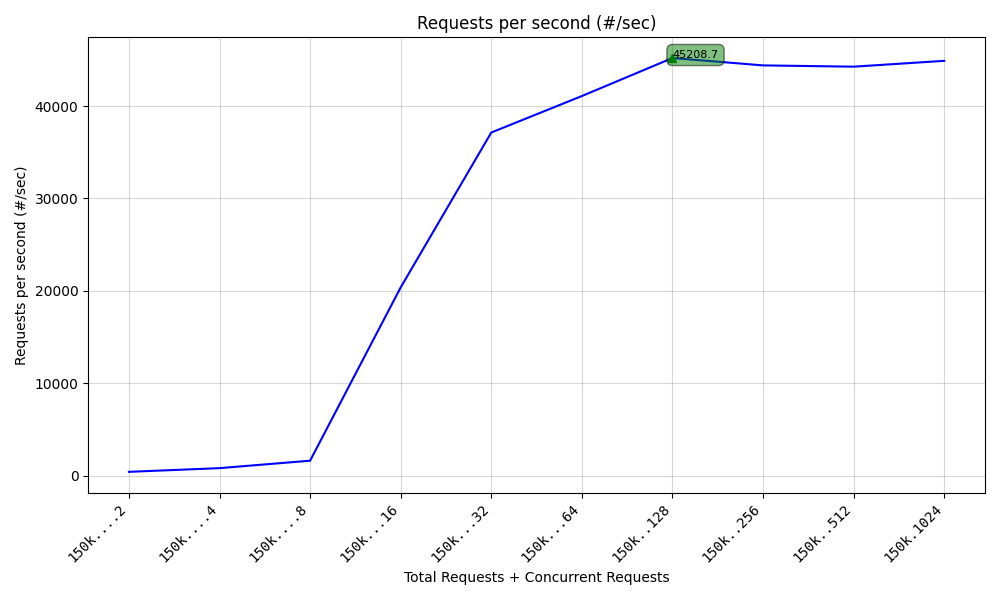 Requests per second (#/sec)
45208.7
40000
30000
20000
10000
0
Requests per second (#/sec)
150k....2
150k....4
150k....8
150k...16
150k...32
150k...64
150k..128
150k..256
150k..512
150k.1024
Total Requests + Concurrent Requests